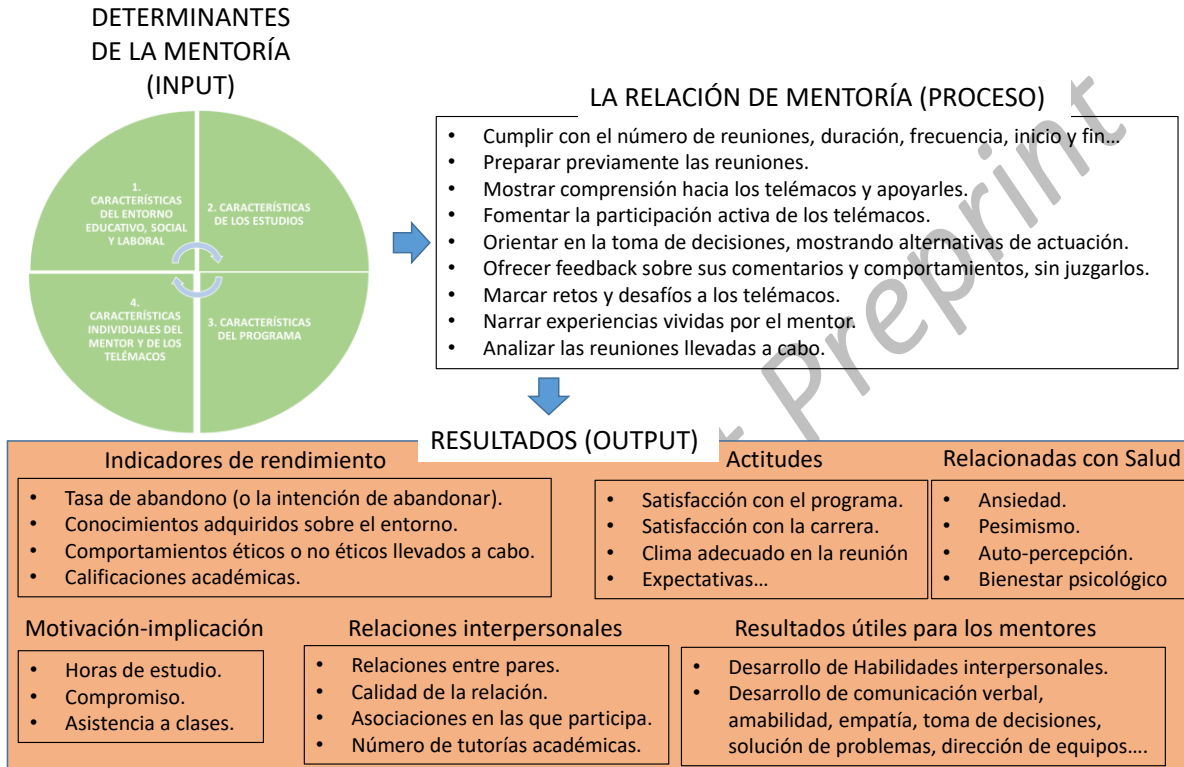 DETERMINANTES
DE LA MENTORÍA
(INPUT)
1.
CARACTERÍSTICAS
DEL ENTORNO
EDUCATIVO, SOCIAL
Y LABORAL
2. CARACTERÍSTICAS
DE LOS ESTUDIOS
4.
CARACTERÍSTICAS
INDIVIDUALES DEL
MENTOR Y DE LOS
TELÉMACOS
3. CARACTERÍSTICAS
DEL PROGRAMA
LA RELACIÓN DE MENTORÍA (PROCESO)
• Cumplir con el número de reuniones, duración, frecuencia, inicio y fin…
• Preparar previamente las reuniones.
• Mostrar comprensión hacia los telémacos y apoyarles.
• Fomentar la participación activa de los telémacos.
• Orientar en la toma de decisiones, mostrando alternativas de actuación.
• Ofrecer feedback sobre sus comentarios y comportamientos, sin juzgarlos.
• Marcar retos y desafíos a los telémacos.
• Narrar experiencias vividas por el mentor.
• Analizar las reuniones llevadas a cabo.
Preprint
RESULTADOS (OUTPUT)
Indicadores de rendimiento
• Tasa de abandono (o la intención de abandonar).
• Conocimientos adquiridos sobre el entorno.
• Comportamientos éticos o no éticos llevados a cabo.
• Calificaciones académicas.
Actitudes
• Satisfacción con el programa.
• Satisfacción con la carrera.
• Clima adecuado en la reunión
• Expectativas…
Relacionadas con Salud
• Ansiedad.
• Pesimismo.
• Auto-percepción.
• Bienestar psicológico
Motivación-implicación
• Horas de estudio.
• Compromiso.
• Asistencia a clases.
Relaciones interpersonales
• Relaciones entre pares.
• Calidad de la relación.
• Asociaciones en las que participa.
• Número de tutorías académicas.
Resultados útiles para los mentores
• Desarrollo de Habilidades interpersonales.
• Desarrollo de comunicación verbal,
amabilidad, empatía, toma de decisiones,
solución de problemas, dirección de equipos….